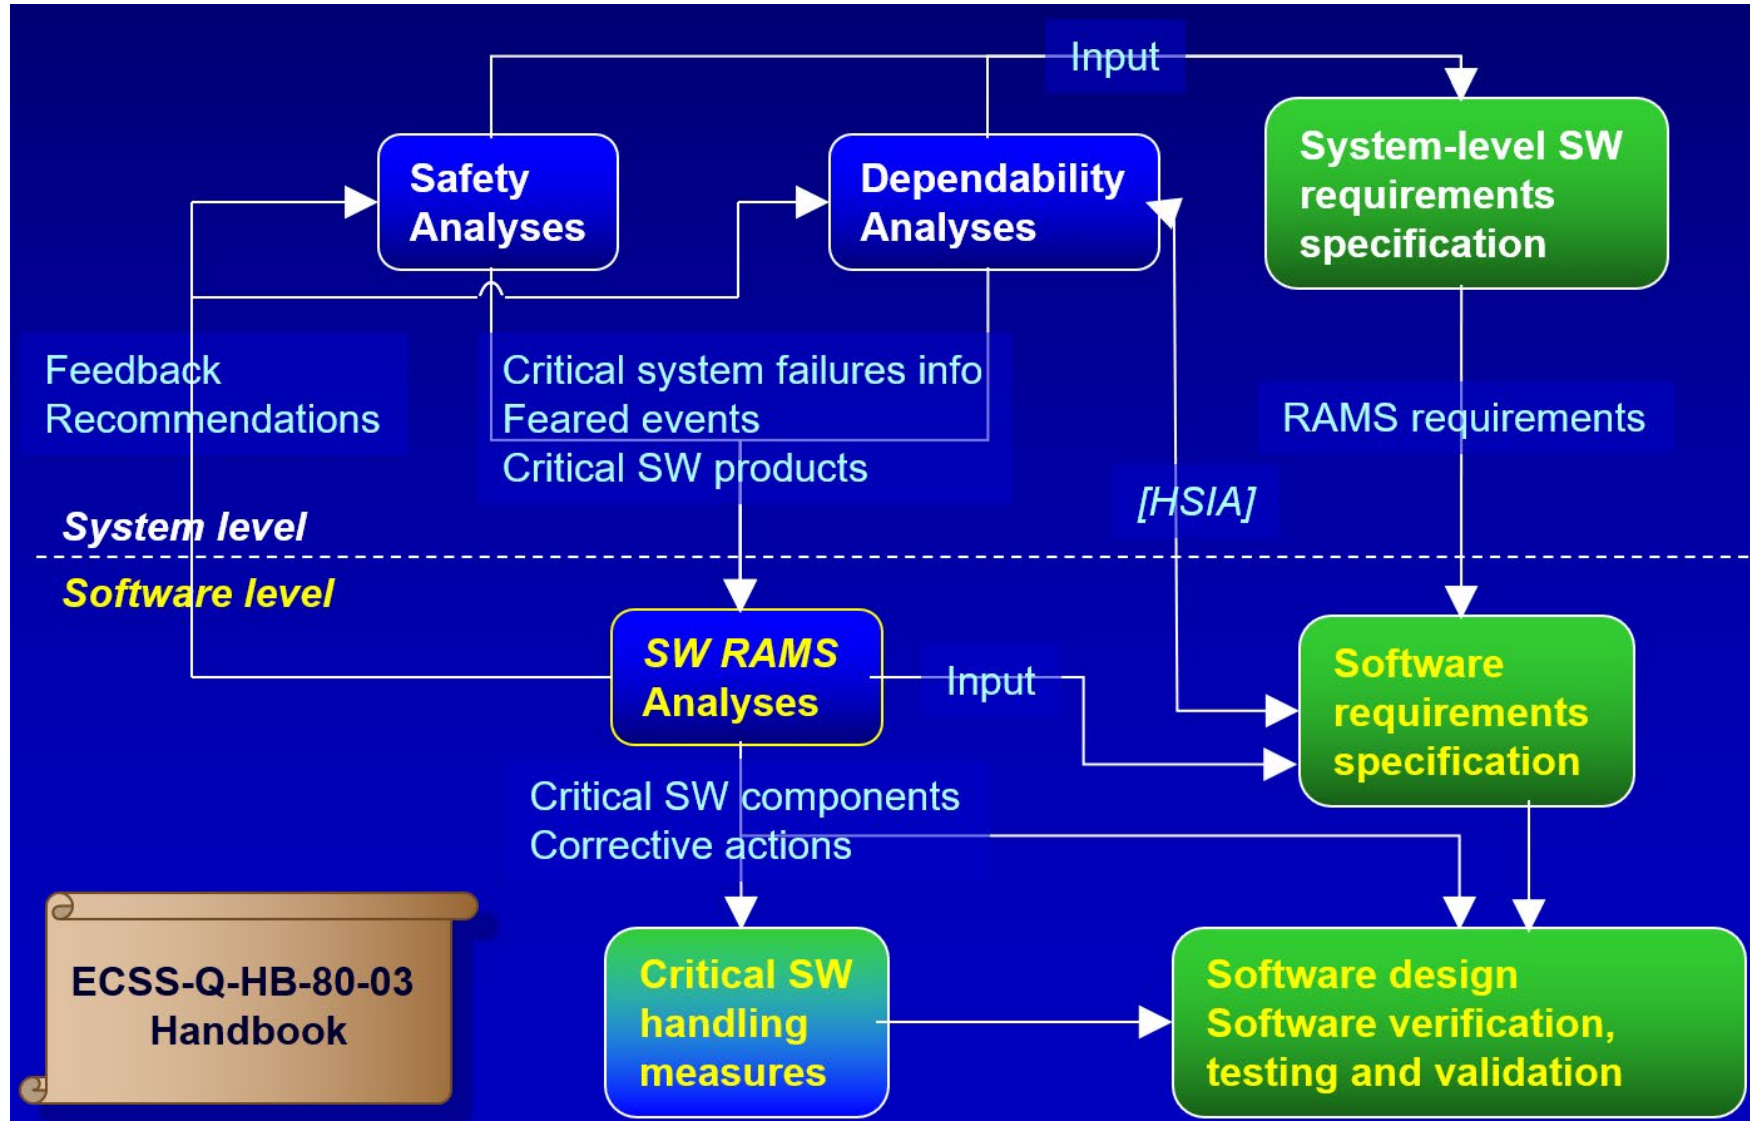 Input
Safety
Analyses
Dependability
Analyses
System-level SW
requirements
specification
Feedback
Recommendations
Critical system failures info
Feared events
Critical SW products
RAMS requirements
[HSIA]
System level
Software level
SW RAMS
Analyses
Input
Software
requirements
specification
Critical SW components
Corrective actions
ECSS-Q-HB-80-03
Handbook
Critical SW
handling
measures
Software design
Software verification,
testing and validation